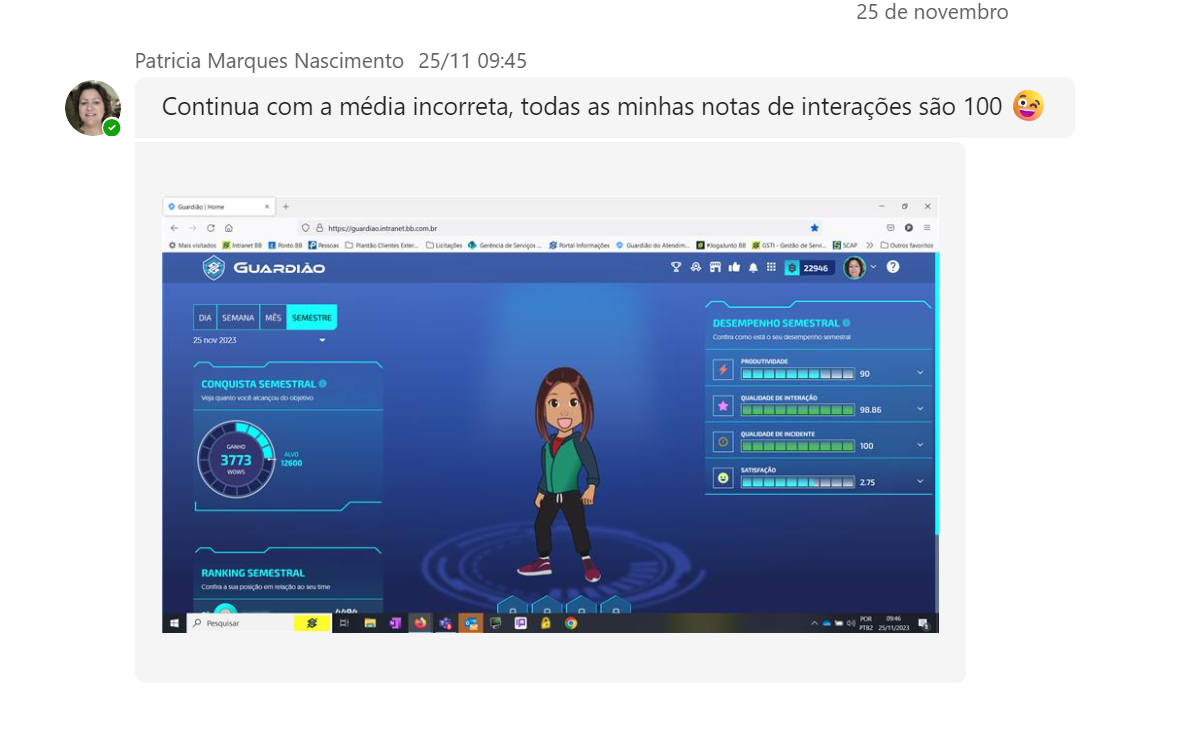 25 de novembro
Patricia Marques Nascimento 25/11 09:45
Continua com a média incorreta, todas as minhas notas de interações são 100
Guardião | Home
https://guardiao.intranet.bb.com.br
Mais visitados Intranet BB Ponto BB Pessoas Plantão Clientes Exter... Licitações Gerência de Serviços ... Portal Informações Guardião do Atendim... #Jogalunto BB GSTI - Gestão de Servi... SCAP Outros favoritos
GUARDIÃO
22946
DIA SEMANA MÊS SEMESTRE
25 nov 2023
CONQUISTA SEMESTRAL
Veja quanto você alcançou do objetivo
GANHO
3773
WOWS
ALVO
12600
RANKING SEMESTRAL
Confira a sua posição em relação ao seu time
DESEMPENHO SEMESTRAL
Confira como está o seu desempenho semestral
PRODUTIVIDADE
90
QUALIDADE DE INTERAÇÃO
98.86
QUALIDADE DE INCIDENTE
100
SATISFAÇÃO
2.75
Pesquisar
POR
PTB2
09:46
25/11/2023